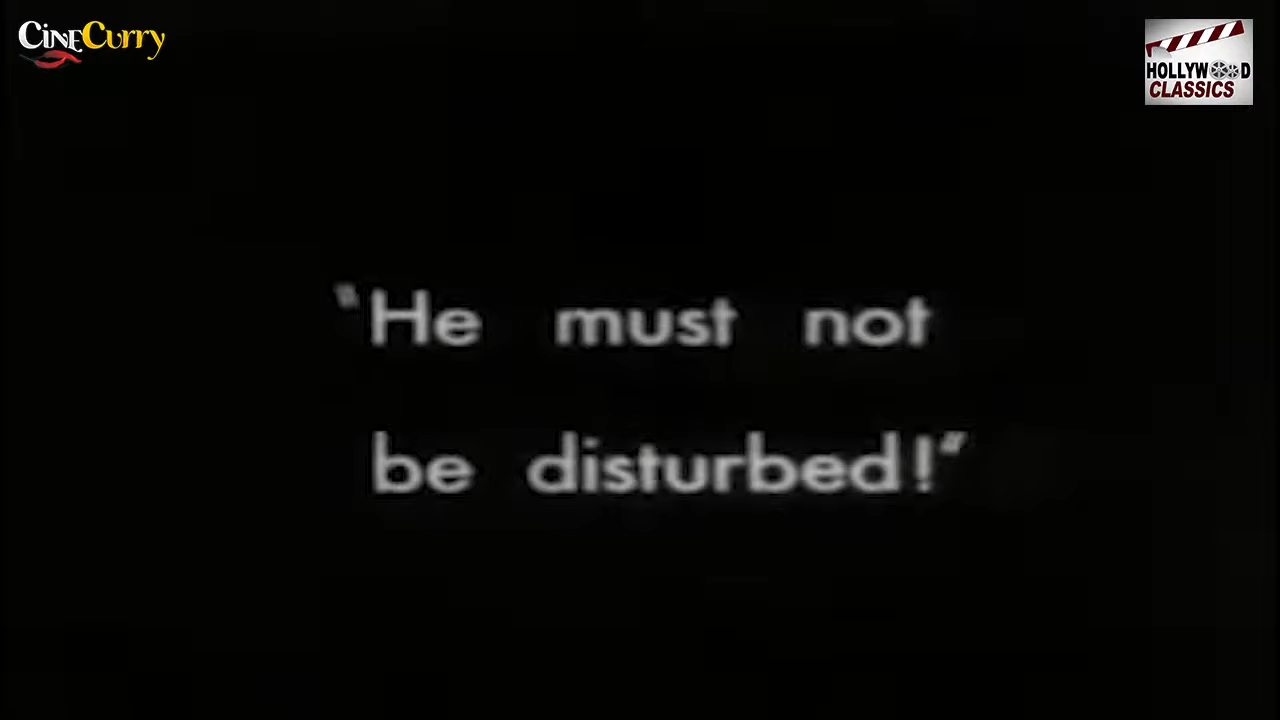 CINECURRY
HOLLYWOOD
CLASSICS
"He must not
be disturbed!"